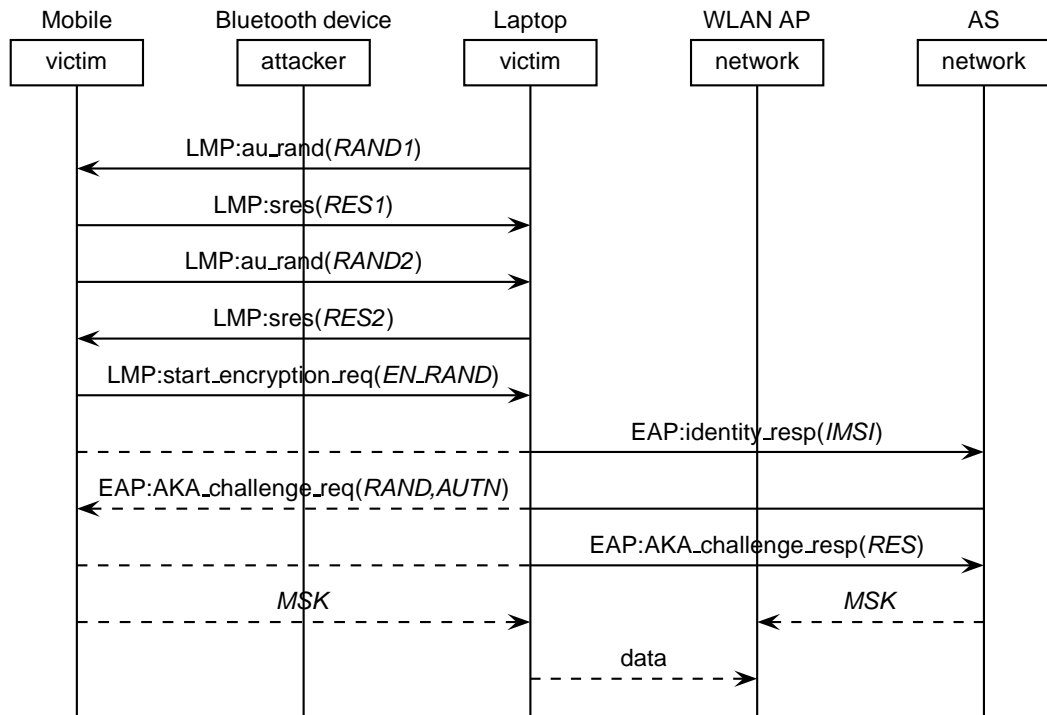 Mobile Bluetooth device Laptop WLAN AP AS
victim attacker victim network network
LMP:au_rand(RAND1)
LMP:sres(RES1)
LMP:au_rand(RAND2)
LMP:sres(RES2)
LMP:start_encryption_req(EN_RAND)
EAP:identity_resp(IMSI)
EAP:AKA_challenge_req(RAND,AUTN)
EAP:AKA_challenge_resp(RES)
MSK MSK
data